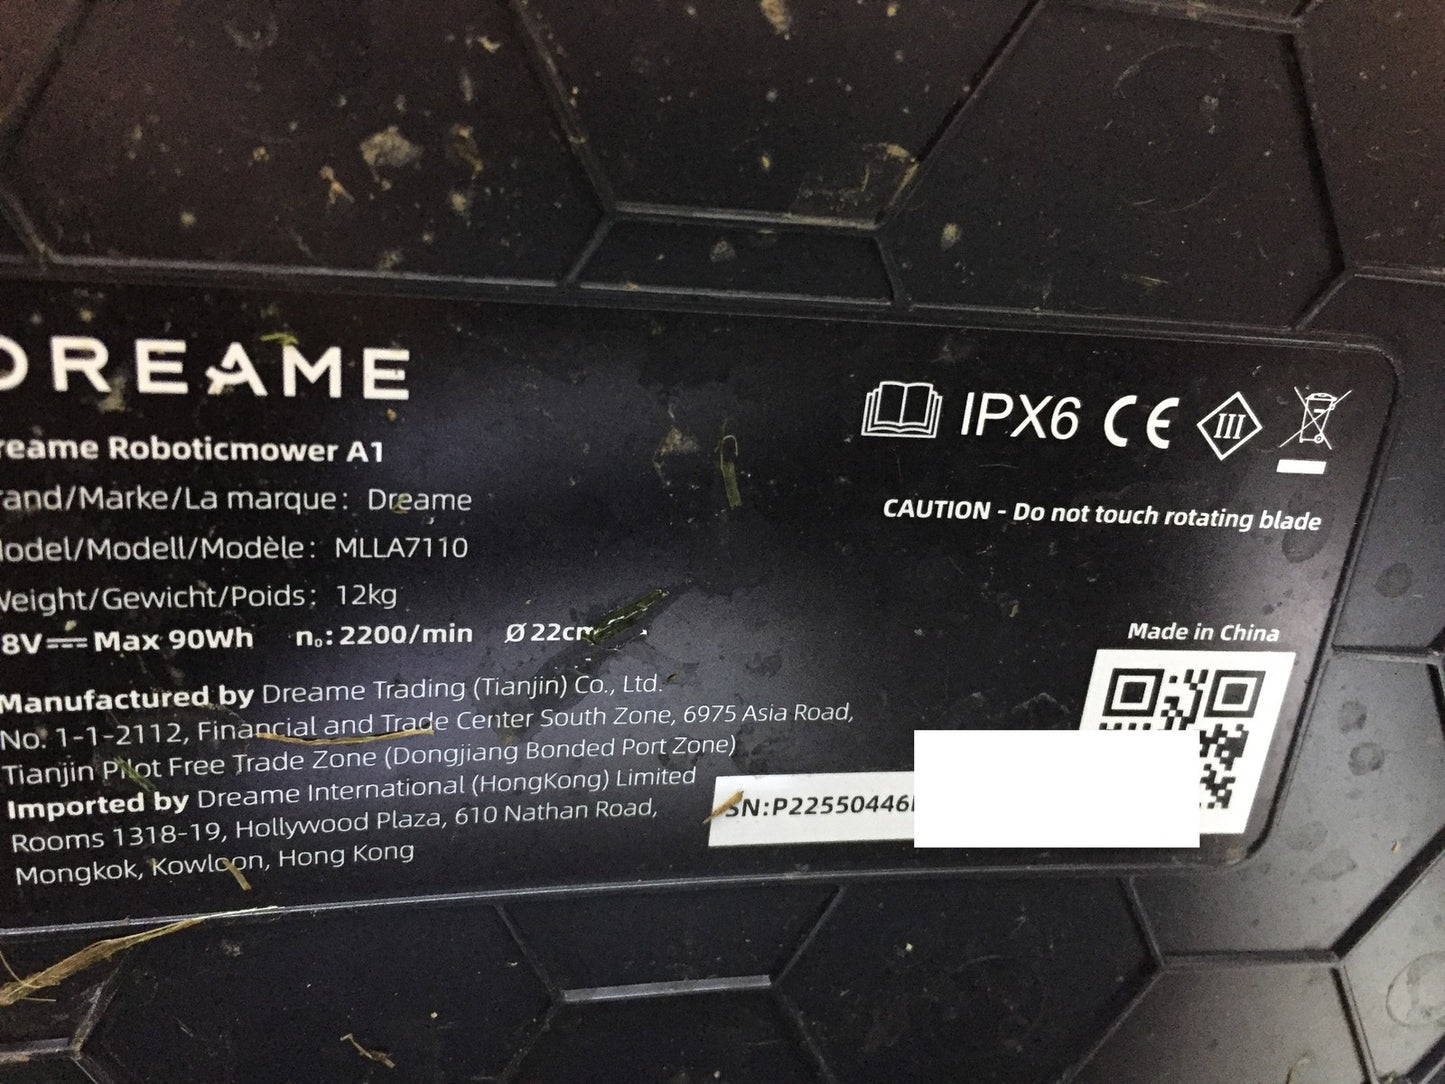 DREAME
reame Roboticmower A1
rand/Marke/La marque: Dreame
odel/Modell/Modèle: MLLA7110
Weight/Gewicht/Poids: 12kg
8V Max 90Wh n₀: 2200/min Ø 22cm
Manufactured by Dreame Trading (Tianjin) Co., Ltd.
No. 1-1-2112, Financial and Trade Center South Zone, 6975 Asia Road,
Tianjin Pilot Free Trade Zone (Dongjiang Bonded Port Zone)
Imported by Dreame International (HongKong) Limited
Rooms 1318-19, Hollywood Plaza, 610 Nathan Road,
Mongkok, Kowloon, Hong Kong
IPX6 CE III
CAUTION - Do not touch rotating blade
Made in China
SN:P22550446